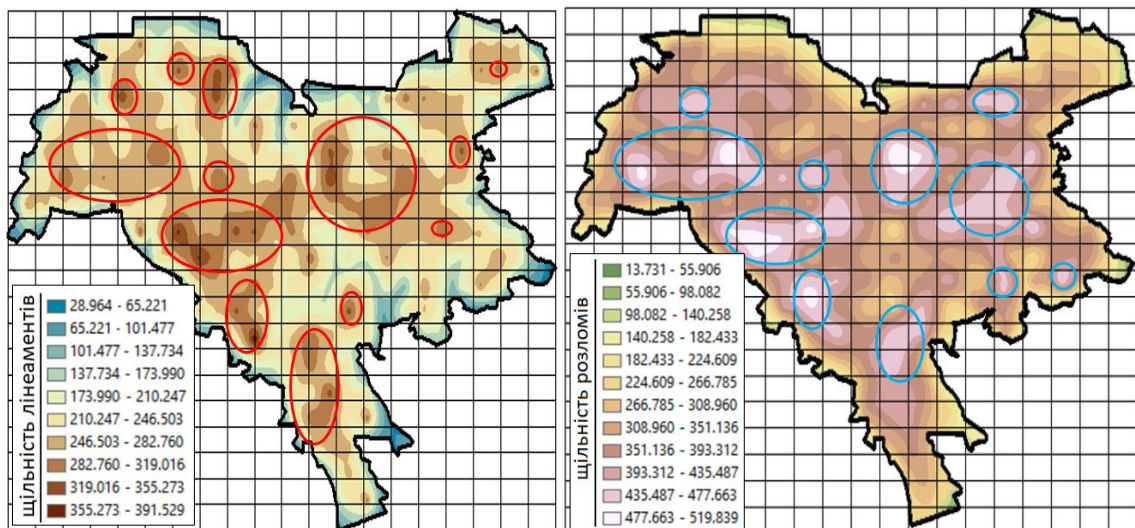 щільність лінеаментів
28.964 - 65.221
65.221 - 101.477
101.477 - 137.734
137.734 - 173.990
173.990 - 210.247
210.247 - 246.503
246.503 - 282.760
282.760 - 319.016
319.016 - 355.273
355.273 - 391.529
щільність розломів
13.731 - 55.906
55.906 - 98.082
98.082 - 140.258
140.258 - 182.433
182.433 - 224.609
224.609 - 266.785
266.785 - 308.960
308.960 - 351.136
351.136 - 393.312
393.312 - 435.487
435.487 - 477.663
477.663 - 519.839